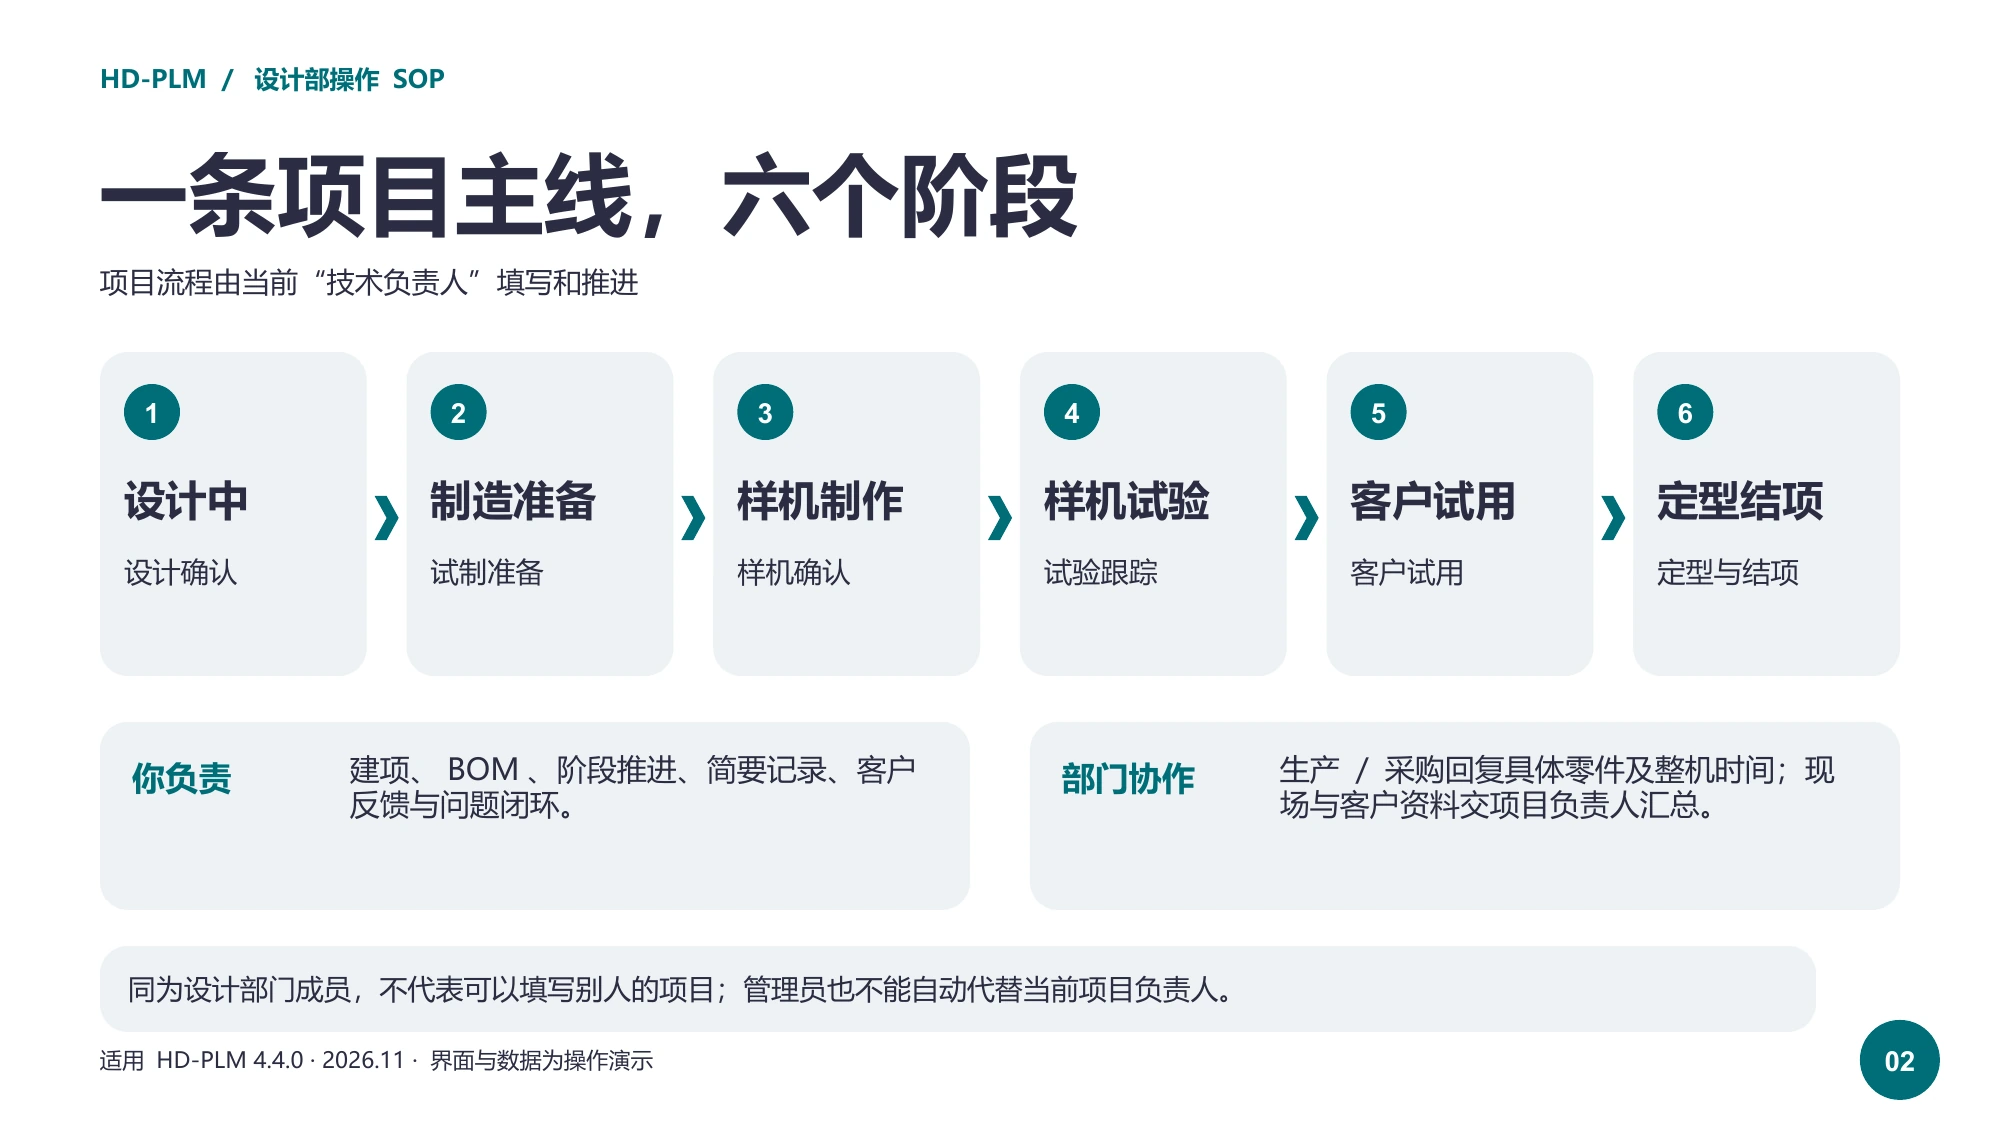 HD-PLM / 设计部操作 SOP
一条项目主线，六个阶段
项目流程由当前“技术负责人”填写和推进
1
设计中
设计确认
2
制造准备
试制准备
3
样机制作
样机确认
4
样机试验
试验跟踪
5
客户试用
客户试用
6
定型结项
定型与结项
你负责
建项、 BOM 、阶段推进、简要记录、客户
反馈与问题闭环。
部门协作
生产 / 采购回复具体零件及整机时间；现
场与客户资料交项目负责人汇总。
同为设计部门成员，不代表可以填写别人的项目；管理员也不能自动代替当前项目负责人。
适用 HD-PLM 4.4.0 · 2026.11 · 界面与数据为操作演示
02